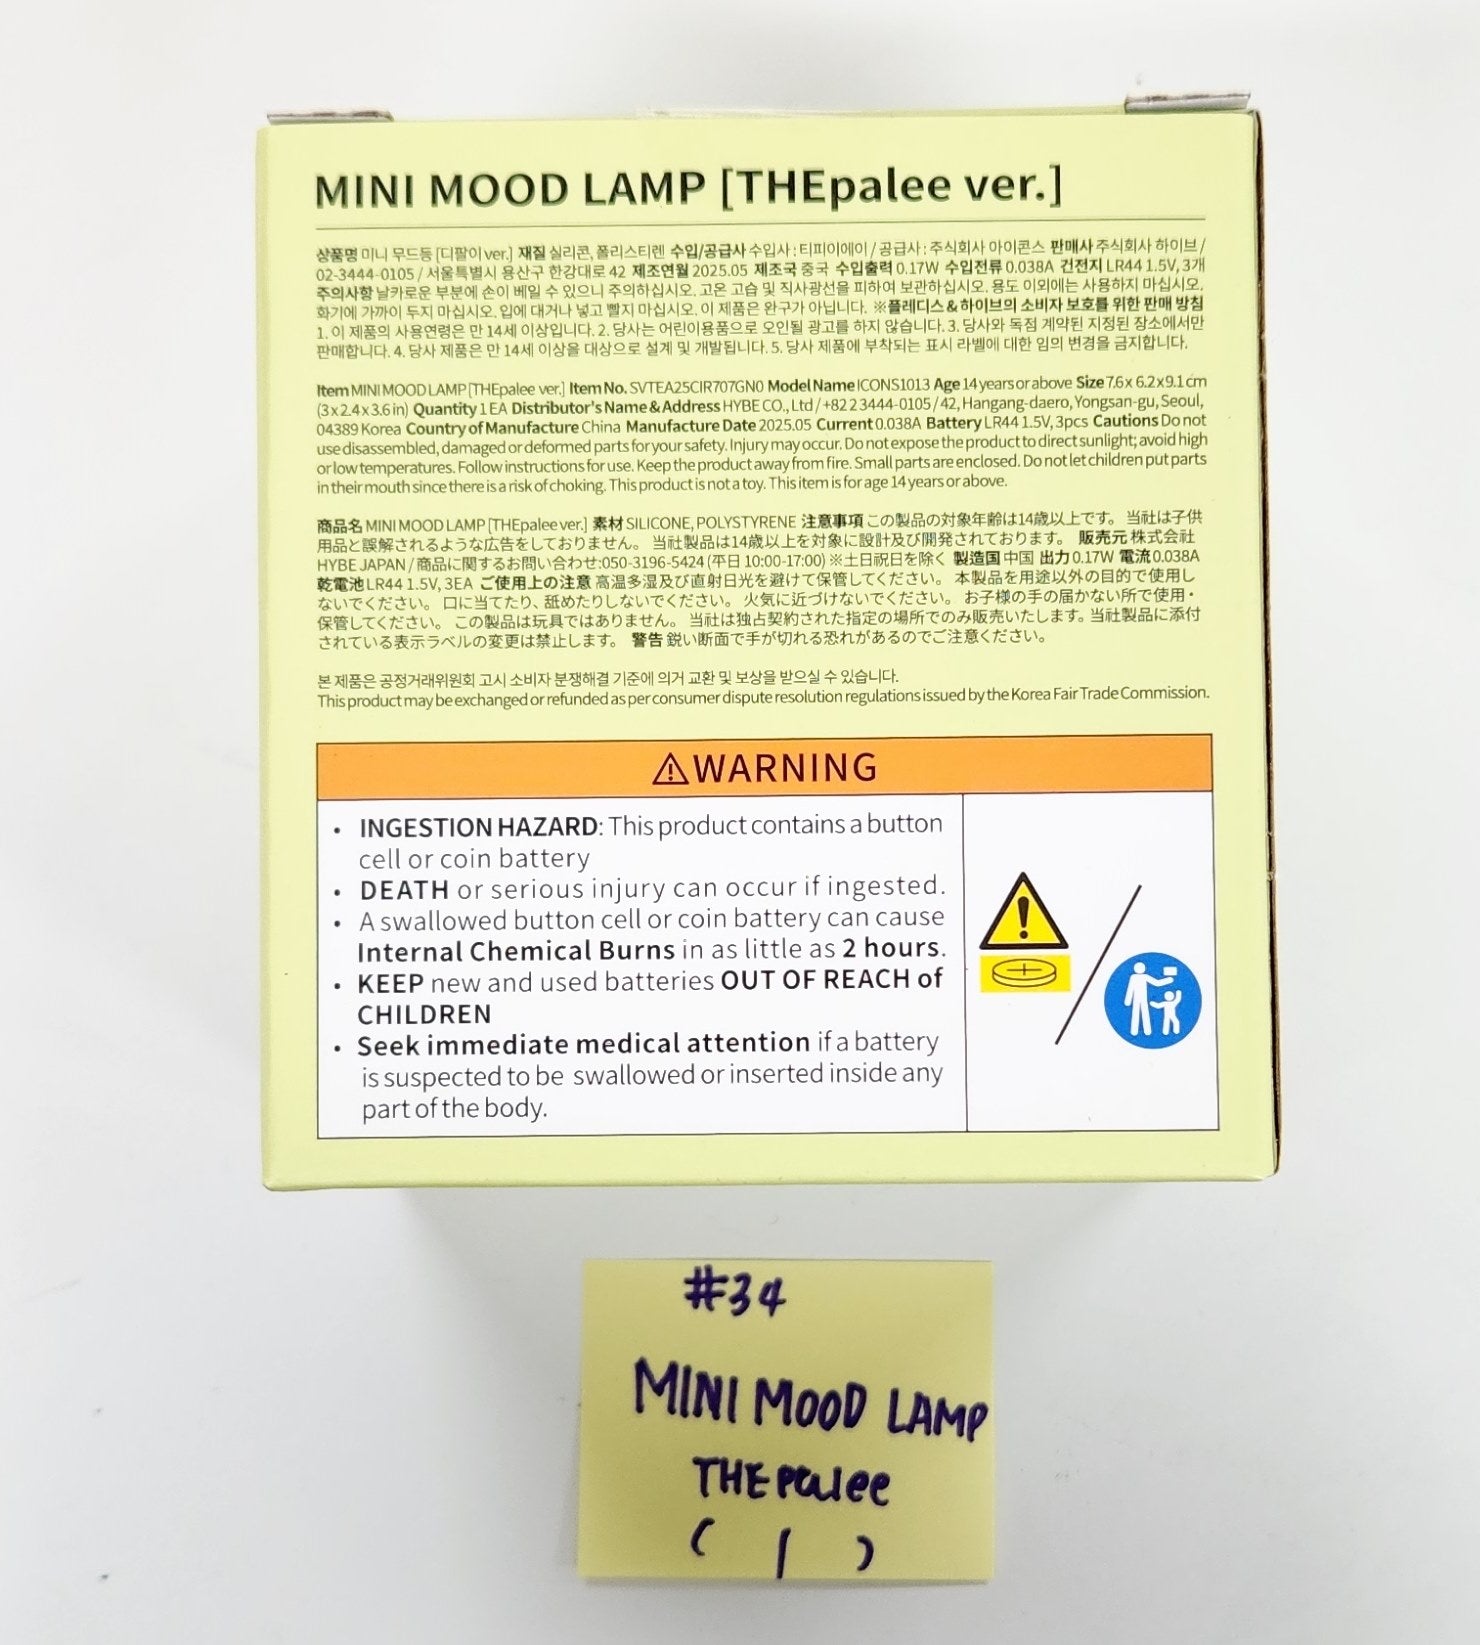 MINI MOOD LAMP [THEpalee ver.]
상품명 미니 무드등 [디팔이 ver.] 재질 실리콘, 폴리스티렌 수입/공급사 수입사 : 티피이에이 / 공급사 : 주식회사 아이콘스 판매사 주식회사 하이브 /
02-3444-0105 / 서울특별시 용산구 한강대로 42 제조연월 2025.05 제조국 중국 수입출력 0.17W 수입전류 0.038A 건전지 LR44 1.5V, 3개
주의사항 날카로운 부분에 손이 베일 수 있으니 주의하십시오. 고온 고습 및 직사광선을 피하여 보관하십시오. 용도 이외에는 사용하지 마십시오.
화기에 가까이 두지 마십시오. 입에 대거나 넣고 빨지 마십시오. 이 제품은 완구가 아닙니다. ※플레디스 & 하이브의 소비자 보호를 위한 판매 방침
1. 이 제품의 사용연령은 만 14세 이상입니다. 2. 당사는 어린이용품으로 오인될 광고를 하지 않습니다. 3. 당사와 독점 계약된 지정된 장소에서만
판매합니다. 4. 당사 제품은 만 14세 이상을 대상으로 설계 및 개발됩니다. 5. 당사 제품에 부착되는 표시 라벨에 대한 임의 변경을 금지합니다.
Item MINI MOOD LAMP [THEpalee ver.] Item No. SVTEA25CIR707GN0 Model Name ICONS1013 Age 14 years or above Size 7.6 x 6.2 x 9.1 cm
(3 x 2.4 x 3.6 in) Quantity 1 EA Distributor's Name & Address HYBE CO., Ltd / +82 2 3444-0105 / 42, Hangang-daero, Yongsan-gu, Seoul,
04389 Korea Country of Manufacture China Manufacture Date 2025.05 Current 0.038A Battery LR44 1.5V, 3pcs Cautions Do not
use disassembled, damaged or deformed parts for your safety. Injury may occur. Do not expose the product to direct sunlight; avoid high
or low temperatures. Follow instructions for use. Keep the product away from fire. Small parts are enclosed. Do not let children put parts
in their mouth since there is a risk of choking. This product is not a toy. This item is for age 14 years or above.
商品名 MINI MOOD LAMP [THEpalee ver.] 素材 SILICONE, POLYSTYRENE 注意事項 この製品の対象年齢は14歳以上です。 当社は子供
用品と誤解されるような広告をしておりません。 当社製品は14歳以上を対象に設計及び開発されております。 販売元 株式会社
HYBE JAPAN / 商品に関するお問い合わせ:050-3196-5424 (平日 10:00-17:00) ※土日祝日を除く 製造国 中国 出力 0.17W 電流 0.038A
乾電池 LR44 1.5V, 3EA ご使用上の注意 高温多湿及び直射日光を避けて保管してください。 本製品を用途以外の目的で使用し
ないでください。 口に当てたり、舐めたりしないでください。 火気に近づけないでください。 お子様の手の届かない所で使用・
保管してください。 この製品は玩具ではありません。 当社は独占契約された指定の場所でのみ販売いたします。当社製品に添付
されている表示ラベルの変更は禁止します。 警告 鋭い断面で手が切れる恐れがあるのでご注意ください。
본 제품은 공정거래위원회 고시 소비자 분쟁해결 기준에 의거 교환 및 보상을 받으실 수 있습니다.
This product may be exchanged or refunded as per consumer dispute resolution regulations issued by the Korea Fair Trade Commission.
⚠WARNING
• INGESTION HAZARD: This product contains a button
cell or coin battery
• DEATH or serious injury can occur if ingested.
• A swallowed button cell or coin battery can cause
Internal Chemical Burns in as little as 2 hours.
• KEEP new and used batteries OUT OF REACH of
CHILDREN
• Seek immediate medical attention if a battery
is suspected to be swallowed or inserted inside any
part of the body.
#34
MINI MOOD LAMP
THEpalee
( 1 )